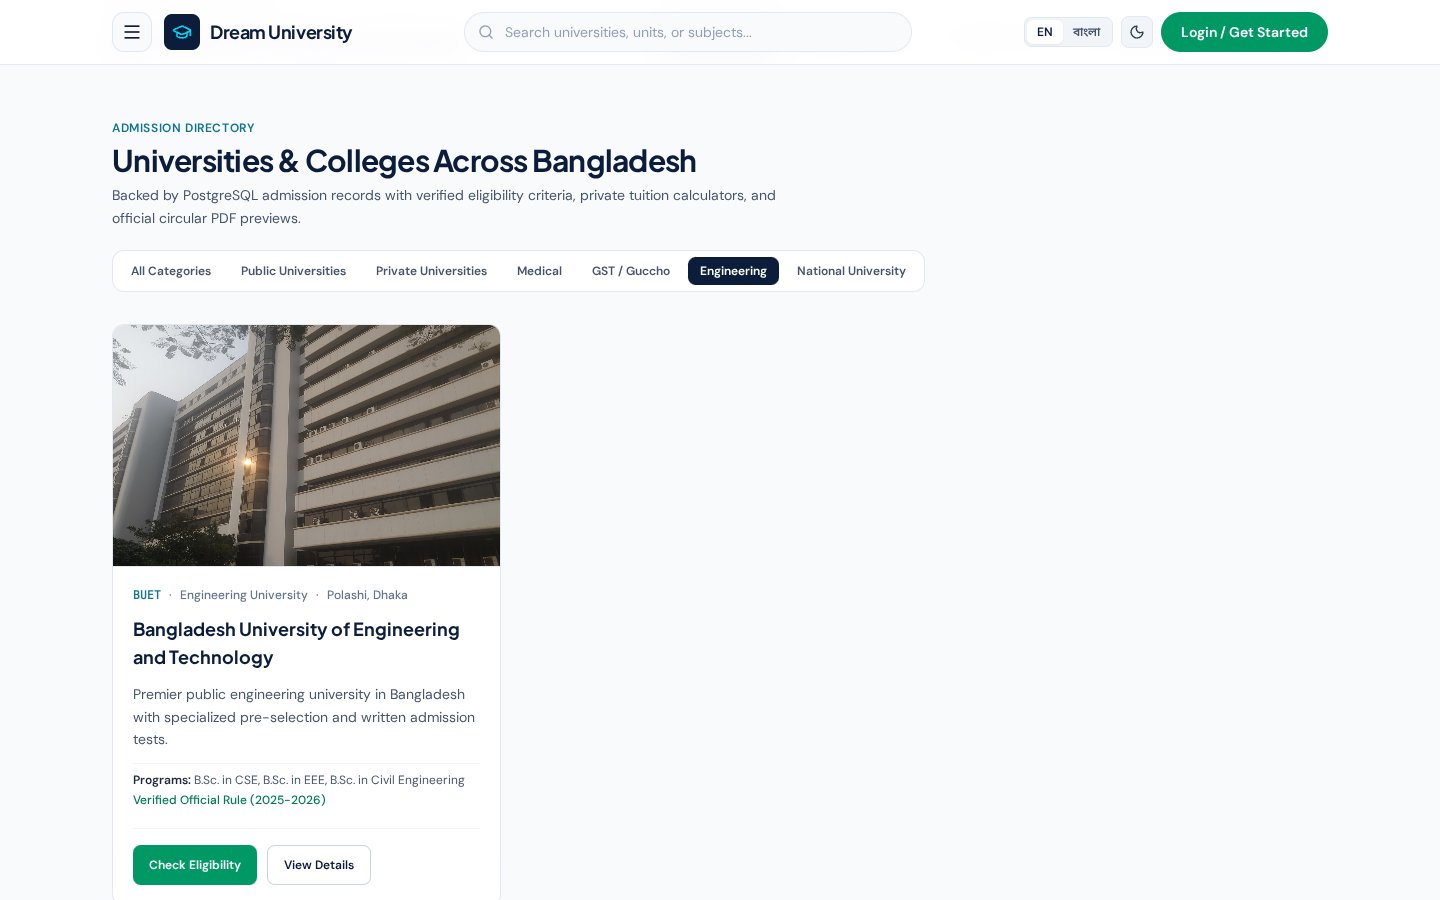 Dream University
Search universities, units, or subjects...
EN
বাংলা
Login / Get Started
ADMISSION DIRECTORY
Universities & Colleges Across Bangladesh
Backed by PostgreSQL admission records with verified eligibility criteria, private tuition calculators, and
official circular PDF previews.
All Categories
Public Universities
Private Universities
Medical
GST / Guccho
Engineering
National University
BUET · Engineering University · Polashi, Dhaka
Bangladesh University of Engineering
and Technology
Premier public engineering university in Bangladesh
with specialized pre-selection and written admission
tests.
Programs: B.Sc. in CSE, B.Sc. in EEE, B.Sc. in Civil Engineering
Verified Official Rule (2025-2026)
Check Eligibility
View Details